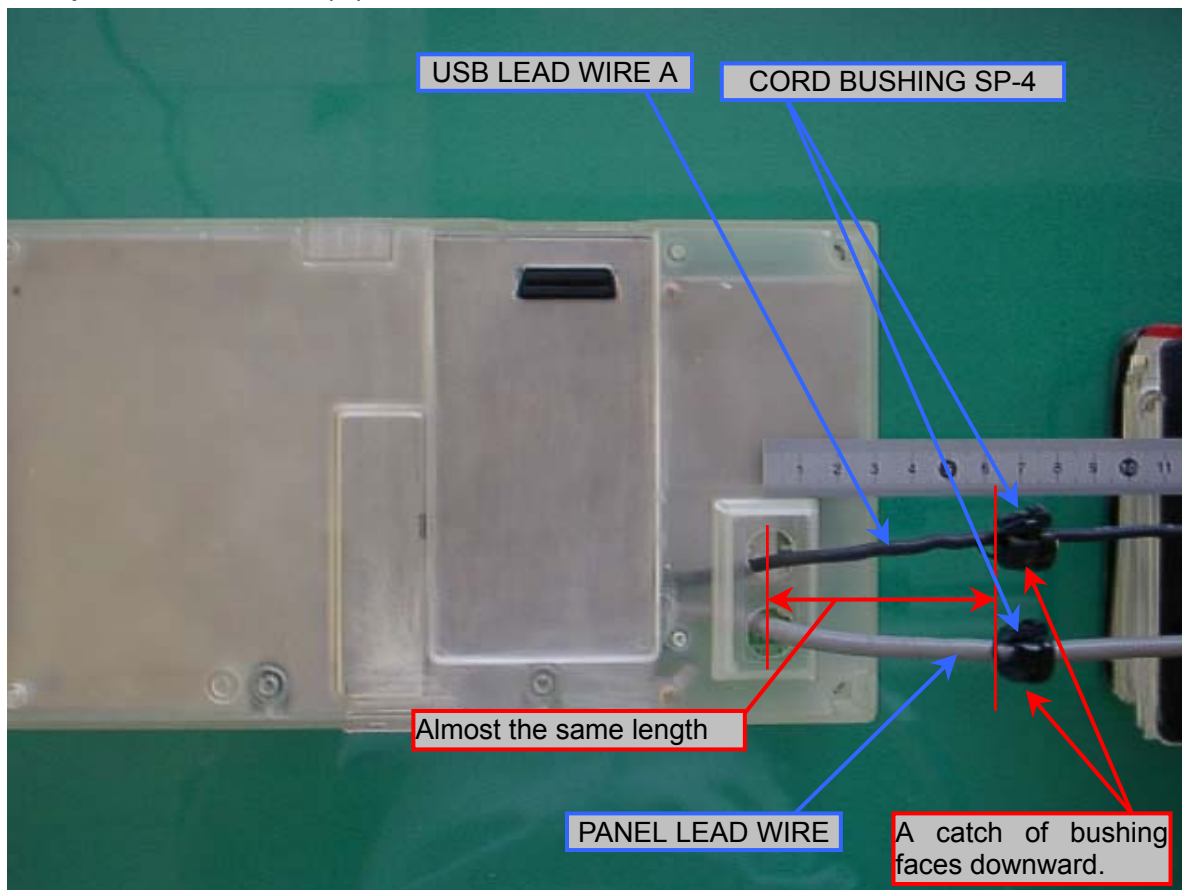 USB LEAD WIRE A
CORD BUSHING SP-4
1 2 3 4 5 6 7 8 9 10 11
Almost the same length
PANEL LEAD WIRE
A catch of bushing
faces downward.